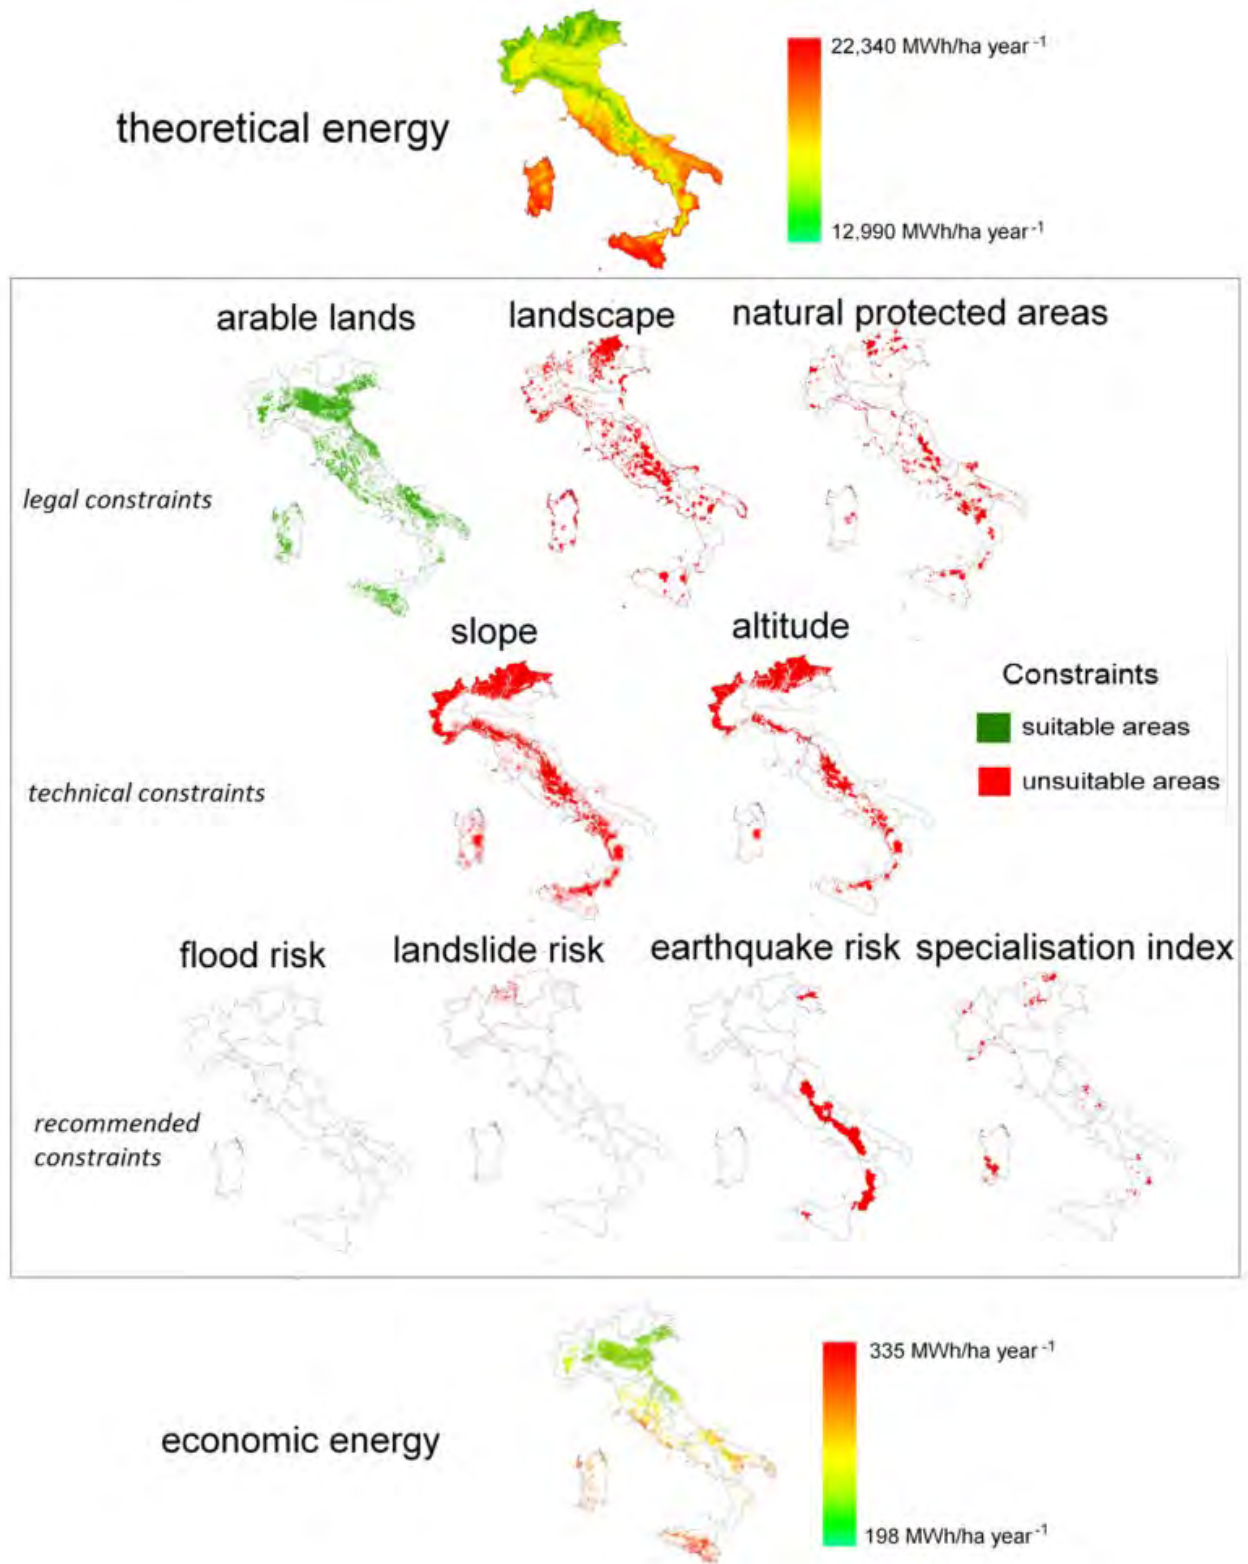 22,340 MWh/ha year -1
theoretical energy
12,990 MWh/ha year -1
arable lands
landscape
natural protected areas
legal constraints
slope
altitude
Constraints
suitable areas
unsuitable areas
technical constraints
flood risk
landslide risk
earthquake risk
specialisation index
recommended
constraints
335 MWh/ha year -1
economic energy
198 MWh/ha year -1